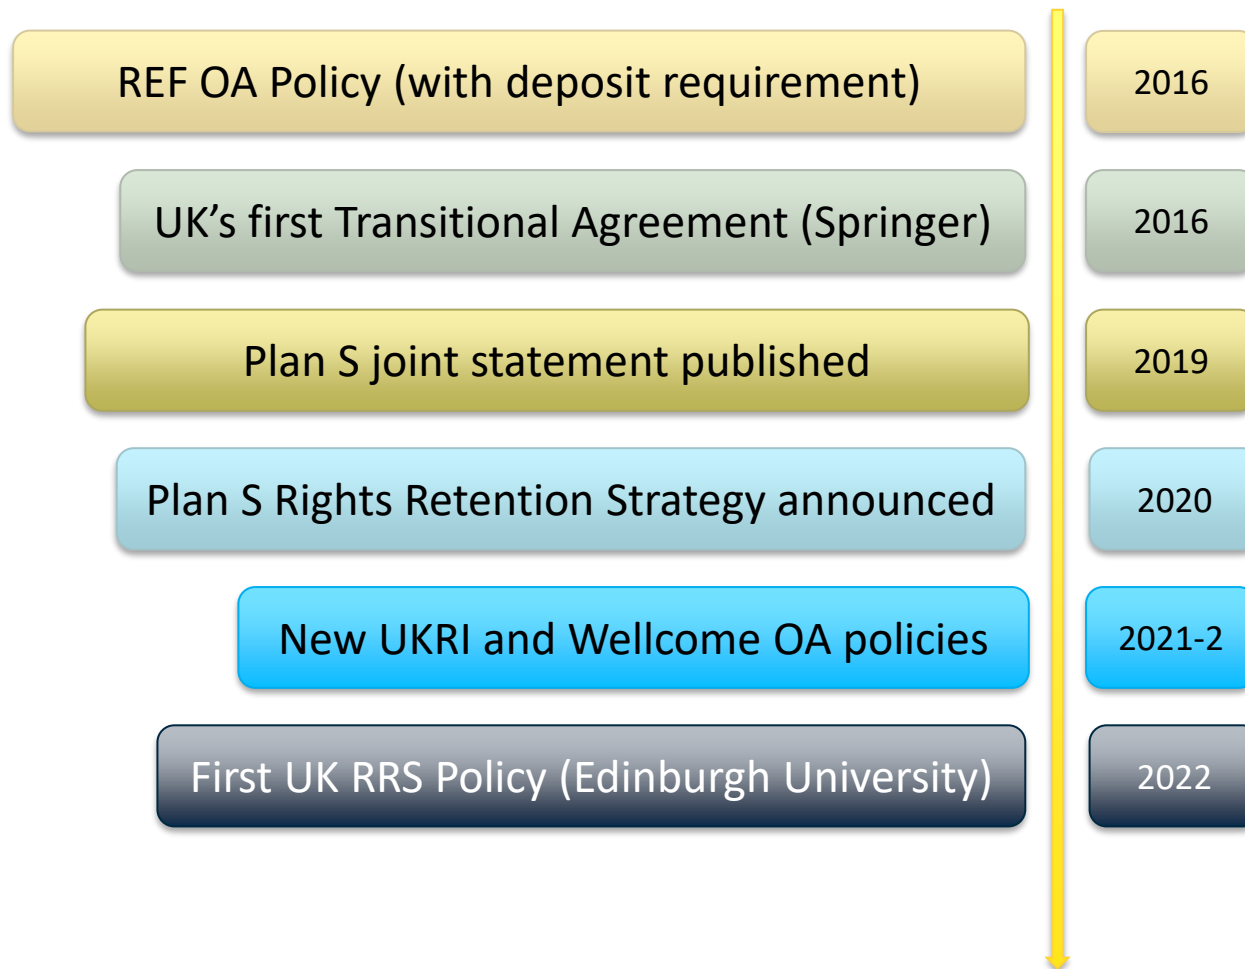 REF OA Policy (with deposit requirement)
2016
UK’s first Transitional Agreement (Springer)
2016
Plan S joint statement published
2019
Plan S Rights Retention Strategy announced
2020
New UKRI and Wellcome OA policies
2021-2
First UK RRS Policy (Edinburgh University)
2022